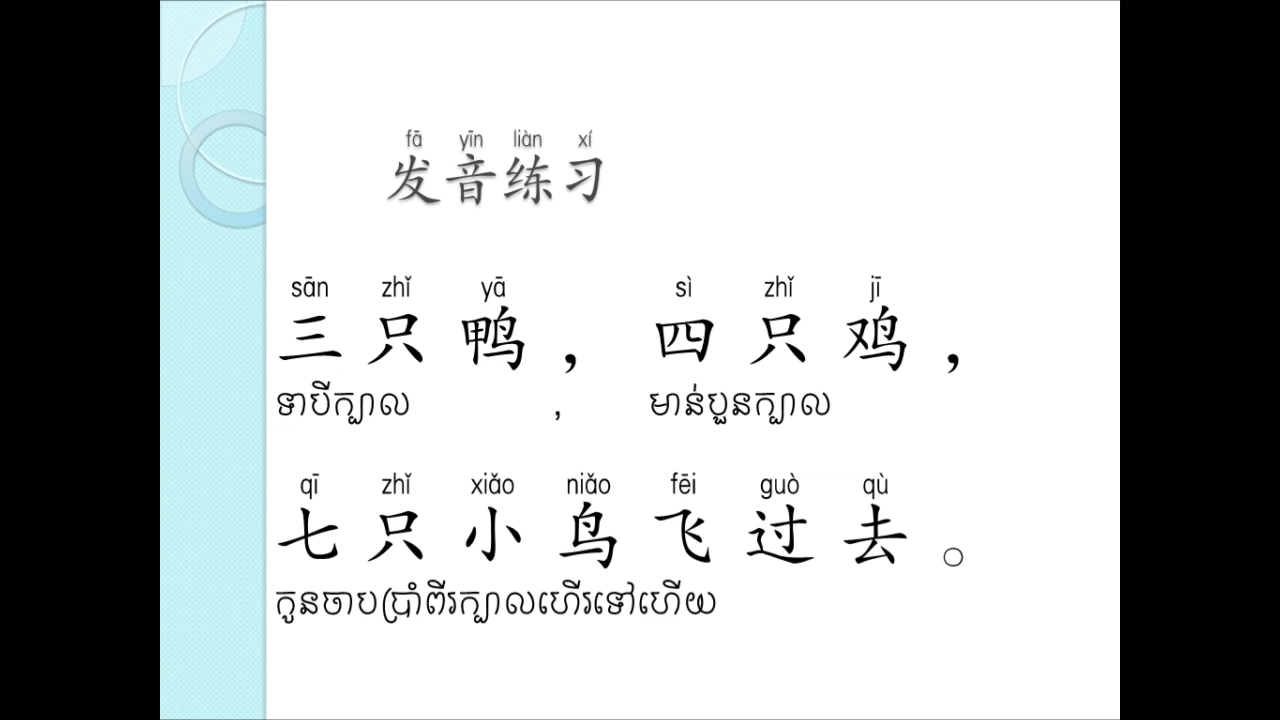 fā yīn liàn xí
发音练习
sān zhǐ yā sì zhǐ jī
三只鸭，四只鸡，
ទាបីក្បាល , មាន់បួនក្បាល
qī zhǐ xiǎo niǎo fēi guò qù
七只小鸟飞过去。
កូនចាបប្រាំពីរក្បាលហើរទៅហើយ